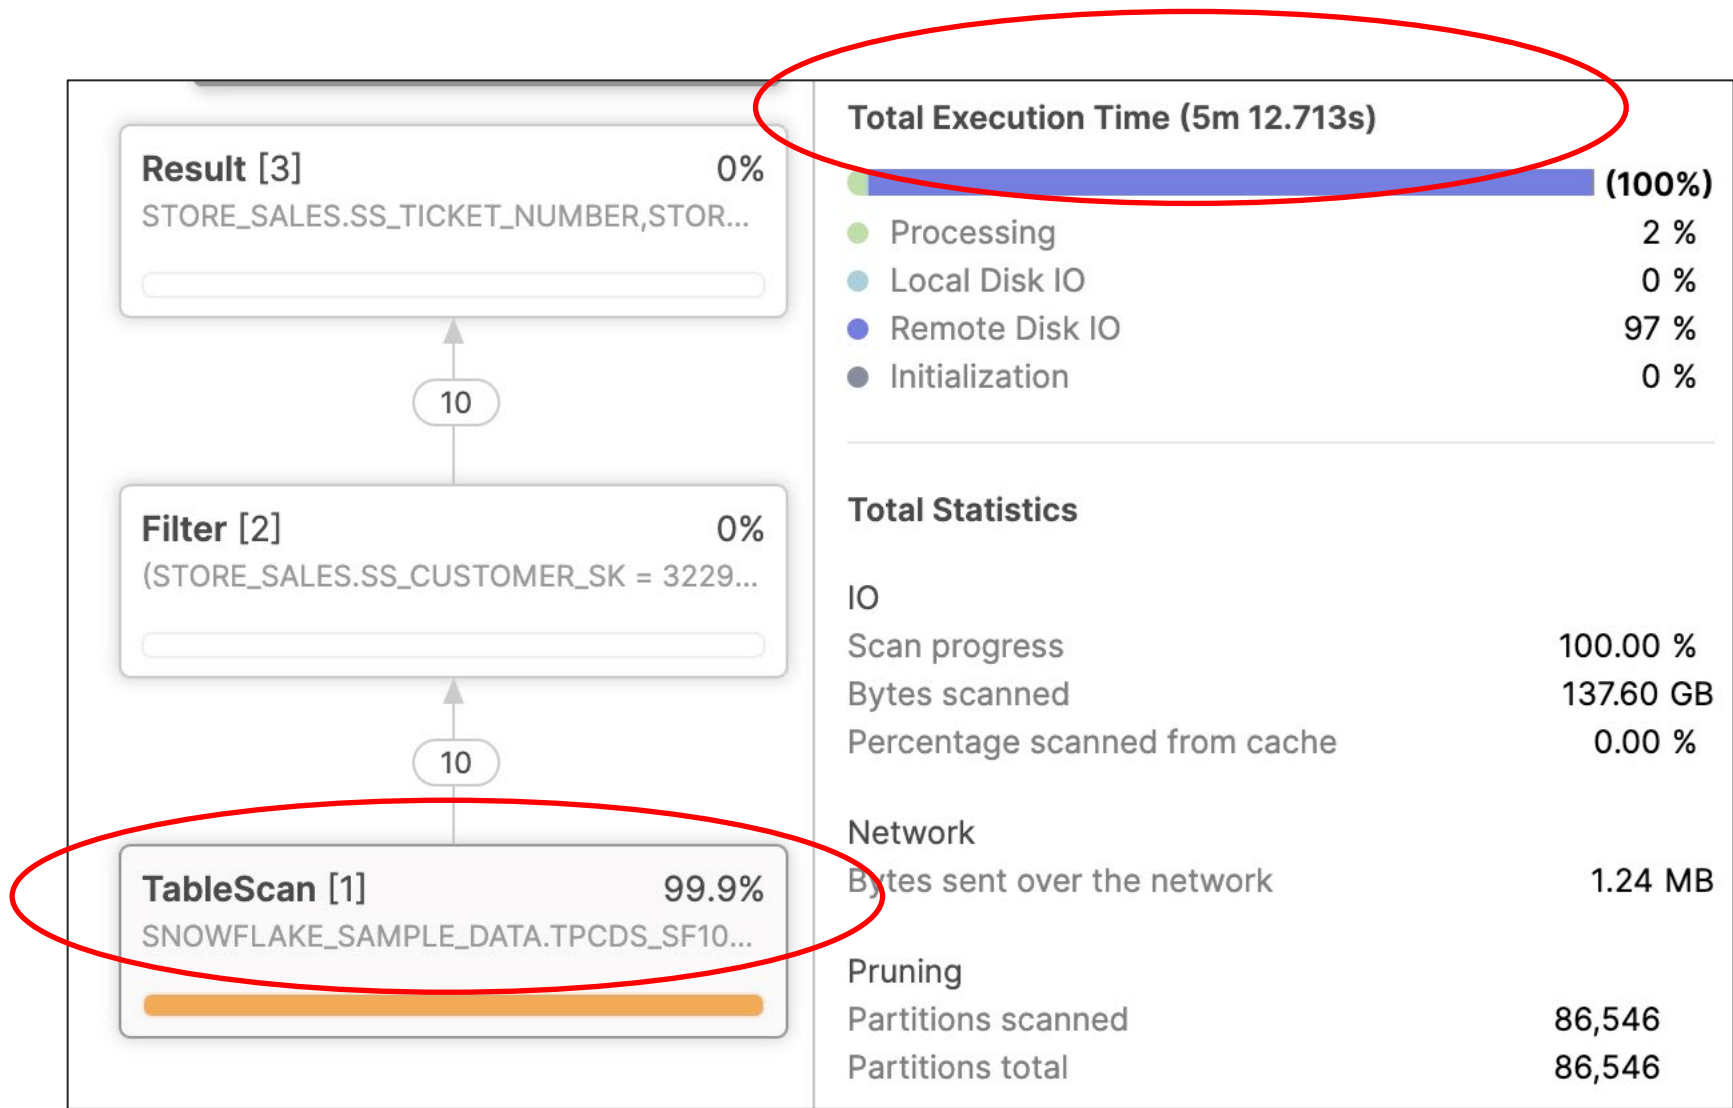 Result [3] 0%
STORE_SALES.SS_TICKET_NUMBER,STOR...
10
Filter [2] 0%
(STORE_SALES.SS_CUSTOMER_SK = 3229...
10
TableScan [1] 99.9%
SNOWFLAKE_SAMPLE_DATA.TPCDS_SF10...
Total Execution Time (5m 12.713s)
(100%)
Processing 2 %
Local Disk IO 0 %
Remote Disk IO 97 %
Initialization 0 %
Total Statistics
IO
Scan progress 100.00 %
Bytes scanned 137.60 GB
Percentage scanned from cache 0.00 %
Network
Bytes sent over the network 1.24 MB
Pruning
Partitions scanned 86,546
Partitions total 86,546